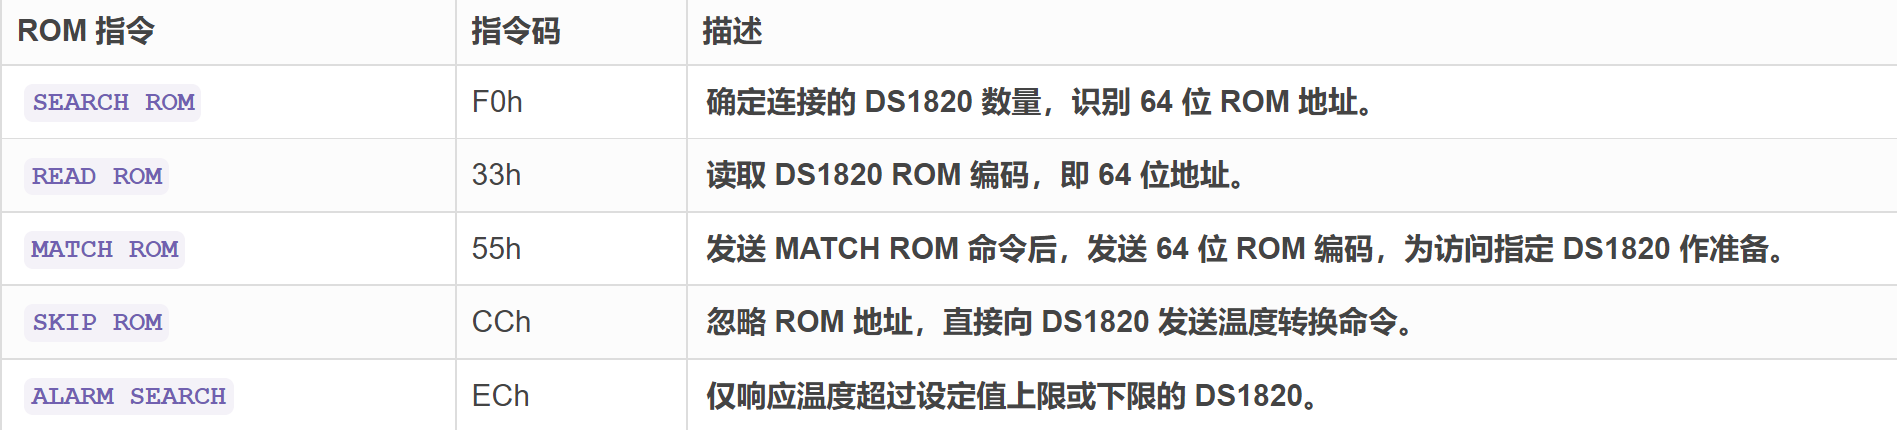 ROM 指令 指令码 描述
SEARCH ROM F0h 确定连接的 DS1820 数量，识别 64 位 ROM 地址。
READ ROM 33h 读取 DS1820 ROM 编码，即 64 位地址。
MATCH ROM 55h 发送 MATCH ROM 命令后，发送 64 位 ROM 编码，为访问指定 DS1820 作准备。
SKIP ROM CCh 忽略 ROM 地址，直接向 DS1820 发送温度转换命令。
ALARM SEARCH ECh 仅响应温度超过设定值上限或下限的 DS1820。